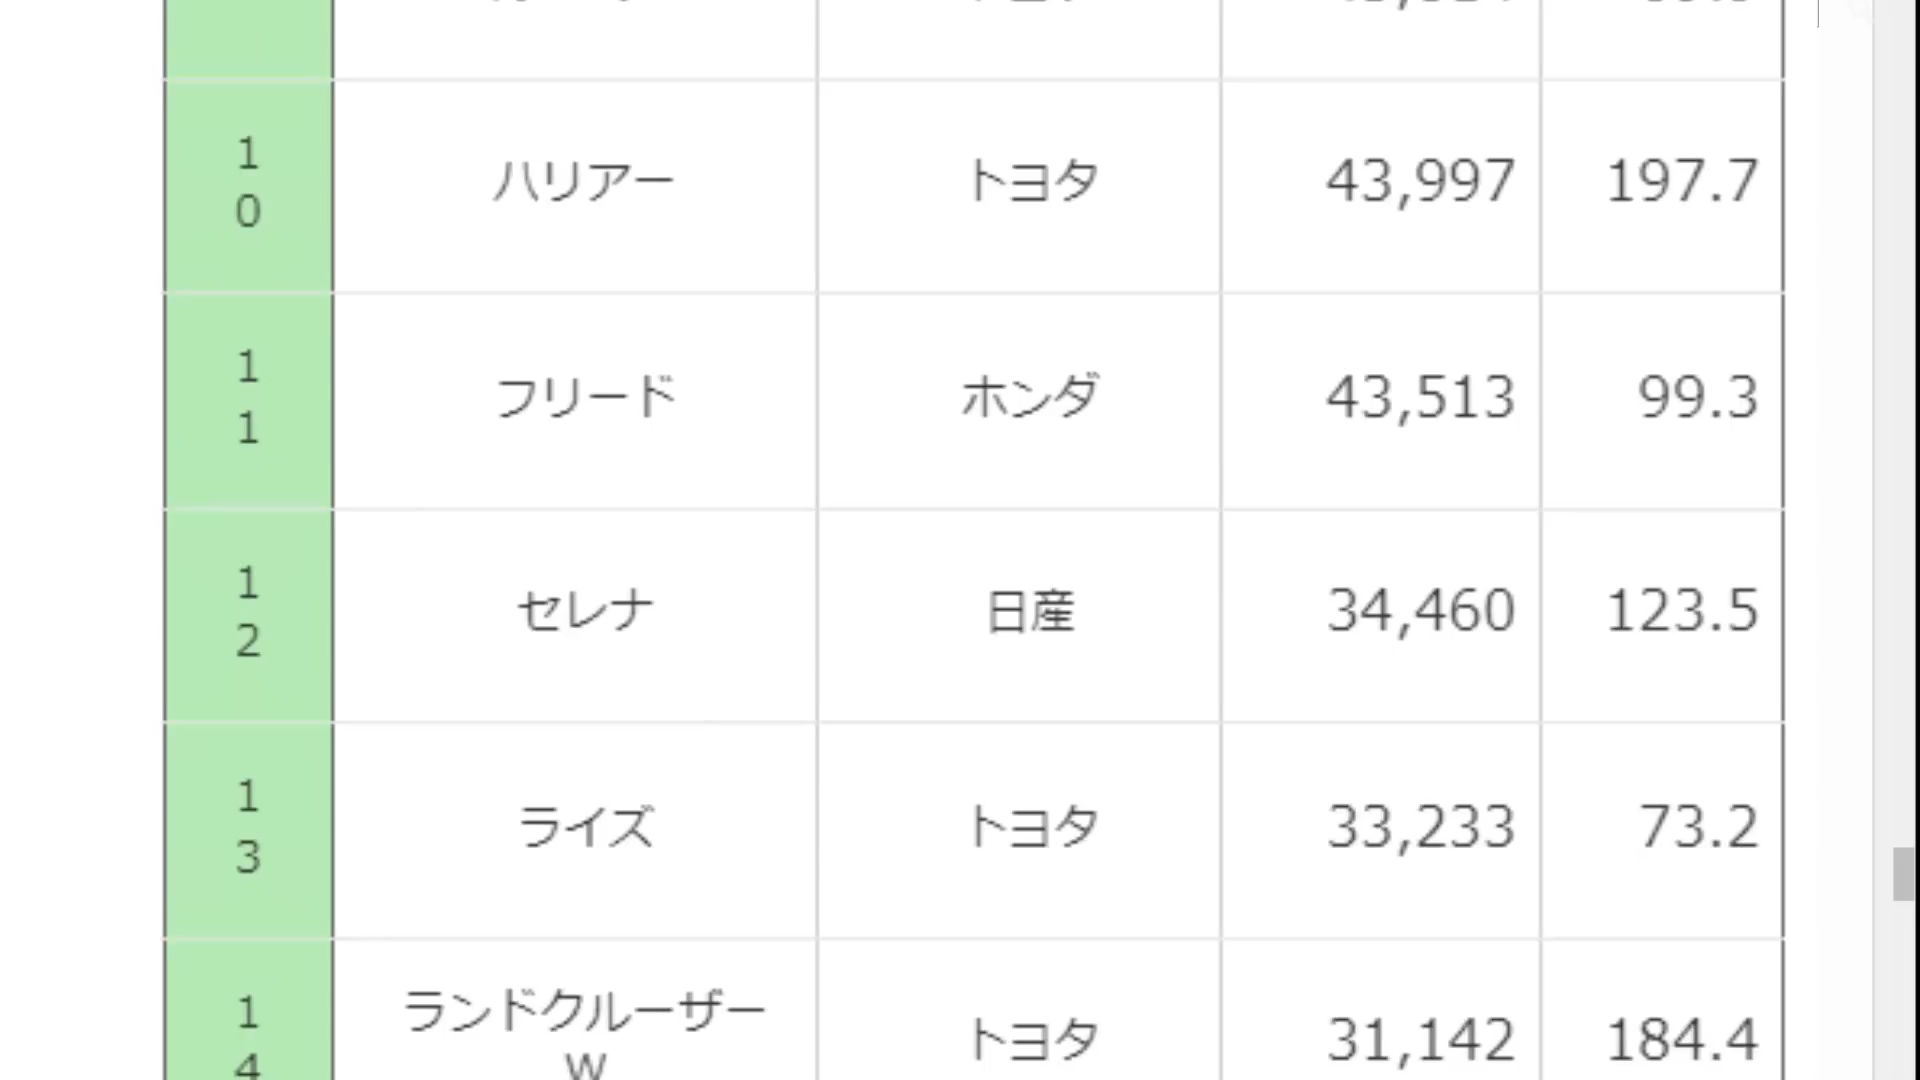 10 ハリアー トヨタ 43,997 197.7
11 フリード ホンダ 43,513 99.3
12 セレナ 日産 34,460 123.5
13 ライズ トヨタ 33,233 73.2
14 ランドクルーザー トヨタ 31,142 184.4
W